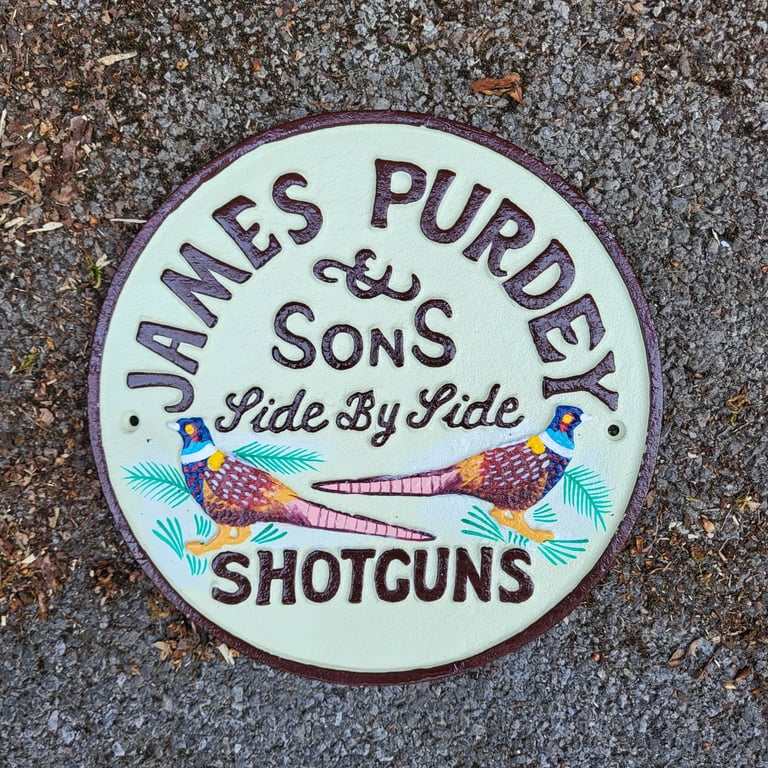 JAMES PURDEY
&
SONS
Side By Side
SHOTGUNS